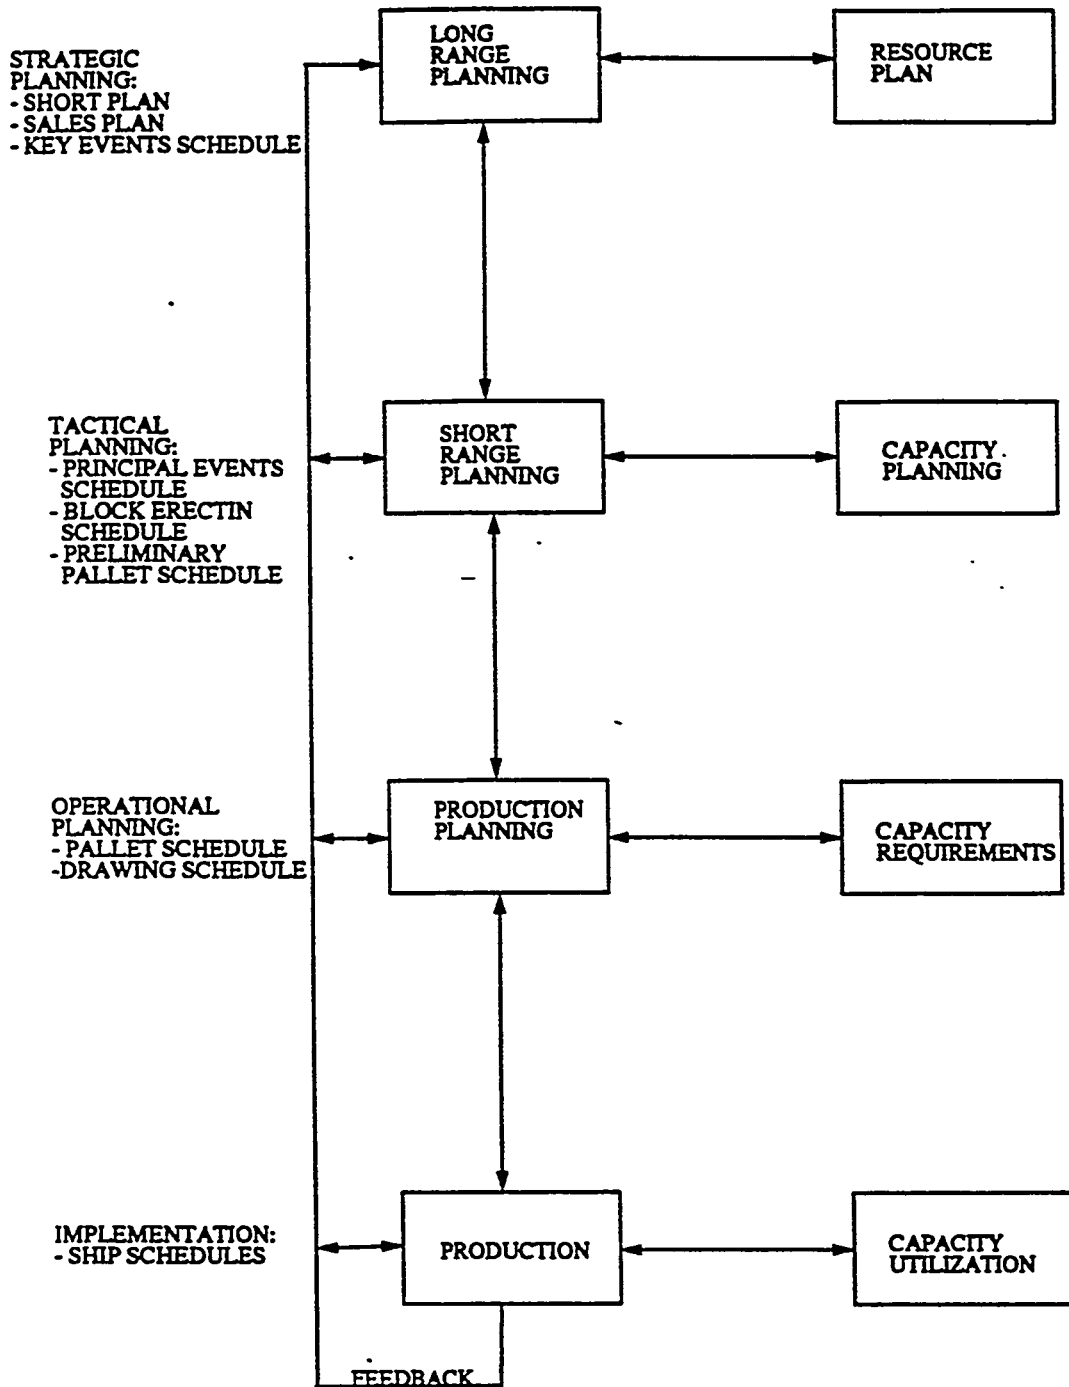 STRATEGIC
PLANNING:
- SHORT PLAN
- SALES PLAN
- KEY EVENTS SCHEDULE
LONG
RANGE
PLANNING
RESOURCE
PLAN
TACTICAL
PLANNING:
- PRINCIPAL EVENTS
SCHEDULE
- BLOCK ERECTIN
SCHEDULE
- PRELIMINARY
PALLET SCHEDULE
SHORT
RANGE
PLANNING
CAPACITY
PLANNING
OPERATIONAL
PLANNING:
- PALLET SCHEDULE
-DRAWING SCHEDULE
PRODUCTION
PLANNING
CAPACITY
REQUIREMENTS
IMPLEMENTATION:
- SHIP SCHEDULES
PRODUCTION
CAPACITY
UTILIZATION
FEEDBACK